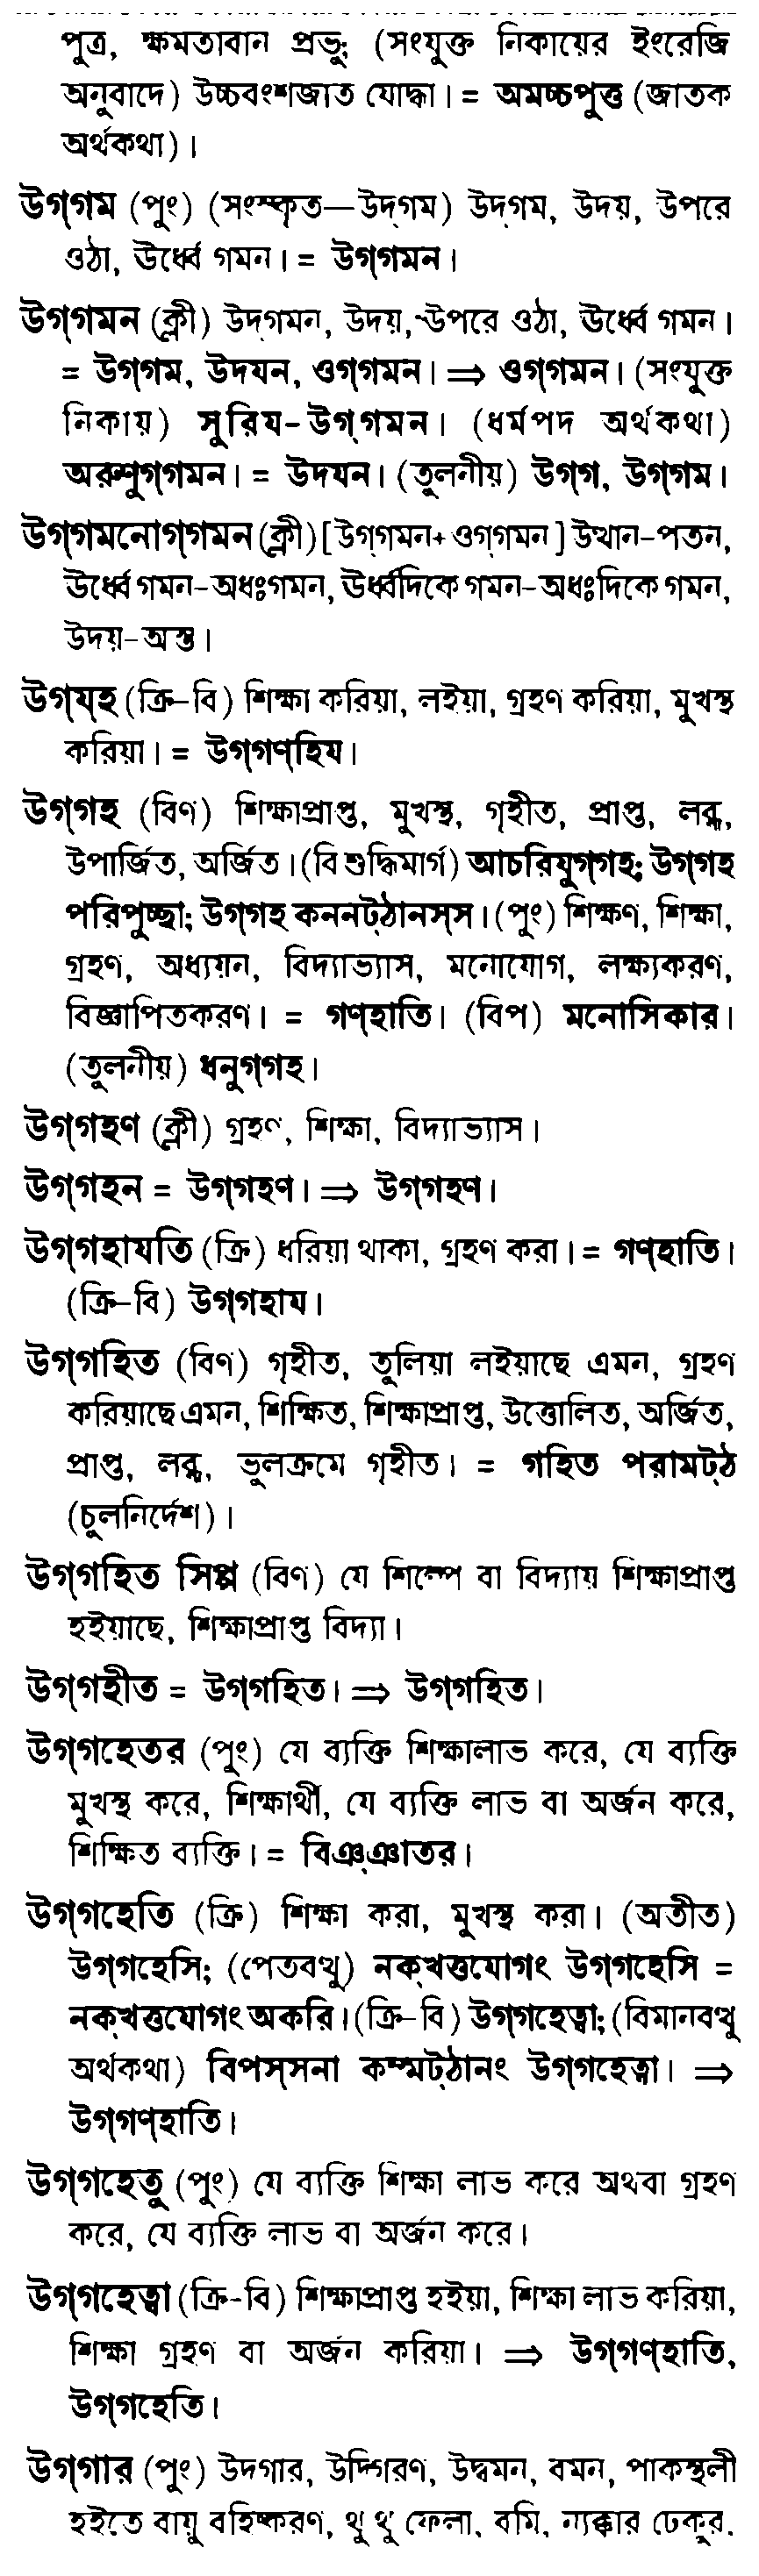 পুত্র, ক্ষমতাবান প্রভু; (সংযুক্ত নিকায়ের ইংরেজি
অনুবাদে) উচ্চবংশজাত যোদ্ধা। = অমচ্চপুত্ত (জাতক
অর্থকথা)।
উগ্‌গম (পুং) (সংস্কৃত—উদ্‌গম) উদ্‌গম, উদয়, উপরে
ওঠা, ঊর্ধ্বে গমন। = উগ্‌গমন।
উগ্‌গমন (ক্লী) উদ্‌গমন, উদয়, উপরে ওঠা, ঊর্ধ্বে গমন।
= উগ্‌গম, উদযন, ওগ্‌গমন। ⇒ ওগ্‌গমন। (সংযুক্ত
নিকায়) সুরিয-উগ্‌গমন। (ধর্মপদ অর্থকথা)
অরুণুগ্‌গমন। = উদযন। (তুলনীয়) উগ্‌গ, উগ্‌গম।
উগ্‌গমনোগ্‌গমন (ক্লী) [উগ্‌গমন+ ওগ্‌গমন] উত্থান-পতন,
ঊর্ধ্বে গমন-অধঃগমন, ঊর্ধ্বদিকে গমন-অধঃদিকে গমন,
উদয়-অস্ত।
উগ্‌য্‌হ (ক্রি-বি) শিক্ষা করিয়া, লইয়া, গ্রহণ করিয়া, মুখস্থ
করিয়া। = উগ্‌গণ্‌হিয।
উগ্‌গহ (বিণ) শিক্ষাপ্রাপ্ত, মুখস্থ, গৃহীত, প্রাপ্ত, লব্ধ,
উপার্জিত, অর্জিত। (বিশুদ্ধিমার্গ) আচরিযুগ্‌গহ; উগ্‌গহ
পরিপুচ্ছা; উগ্‌গহ কননট্‌ঠানস্‌স। (পুং) শিক্ষণ, শিক্ষা,
গ্রহণ, অধ্যয়ন, বিদ্যাভ্যাস, মনোযোগ, লক্ষ্যকরণ,
বিজ্ঞাপিতকরণ। = গণ্‌হাতি। (বিপ) মনোসিকার।
(তুলনীয়) ধনুগ্‌গহ।
উগ্‌গহণ (ক্লী) গ্রহণ, শিক্ষা, বিদ্যাভ্যাস।
উগ্‌গহন = উগ্‌গহণ। ⇒ উগ্‌গহণ।
উগ্‌গহাযতি (ক্রি) ধরিয়া থাকা, গ্রহণ করা। = গণ্‌হাতি।
(ক্রি-বি) উগ্‌গহাম।
উগ্‌গহিত (বিণ) গৃহীত, তুলিয়া লইয়াছে এমন, গ্রহণ
করিয়াছে এমন, শিক্ষিত, শিক্ষাপ্রাপ্ত, উত্তোলিত, অর্জিত,
প্রাপ্ত, লব্ধ, ভুলক্রমে গৃহীত। = গহিত পরামট্‌ঠ
(চুলনির্দেশ)।
উগ্‌গহিত সিপ্প (বিণ) যে শিল্পে বা বিদ্যায় শিক্ষাপ্রাপ্ত
হইয়াছে, শিক্ষাপ্রাপ্ত বিদ্যা।
উগ্‌গহীত = উগ্‌গহিত। ⇒ উগ্‌গহিত।
উগ্‌গহেতর (পুং) যে ব্যক্তি শিক্ষালাভ করে, যে ব্যক্তি
মুখস্থ করে, শিক্ষার্থী, যে ব্যক্তি লাভ বা অর্জন করে,
শিক্ষিত ব্যক্তি। = বিঞ্‌ঞাতর।
উগ্‌গহেতি (ক্রি) শিক্ষা করা, মুখস্থ করা। (অতীত)
উগ্‌গহেসি; (পেতবত্থু) নক্‌খত্তযোগং উগ্‌গহেসি =
নক্‌খত্তযোগং অকরি। (ক্রি-বি) উগ্‌গহেত্বা; (বিমানবত্থু
অর্থকথা) বিপস্‌সনা কম্মট্‌ঠানং উগ্‌গহেত্বা। ⇒
উগ্‌গণ্‌হাতি।
উগ্‌গহেতু (পুং) যে ব্যক্তি শিক্ষা লাভ করে অথবা গ্রহণ
করে, যে ব্যক্তি লাভ বা অর্জন করে।
উগ্‌গহেত্বা (ক্রি-বি) শিক্ষাপ্রাপ্ত হইয়া, শিক্ষা লাভ করিয়া,
শিক্ষা গ্রহণ বা অর্জন করিয়া। ⇒ উগ্‌গণ্‌হাতি,
উগ্‌গহেতি।
উগ্‌গার (পুং) উদগার, উদ্গিরণ, উদ্বমন, বমন, পাকস্থলী
হইতে বায়ু বহিষ্করণ, থু থু ফেলা, বমি, ন্যক্কার ঢেকুর,